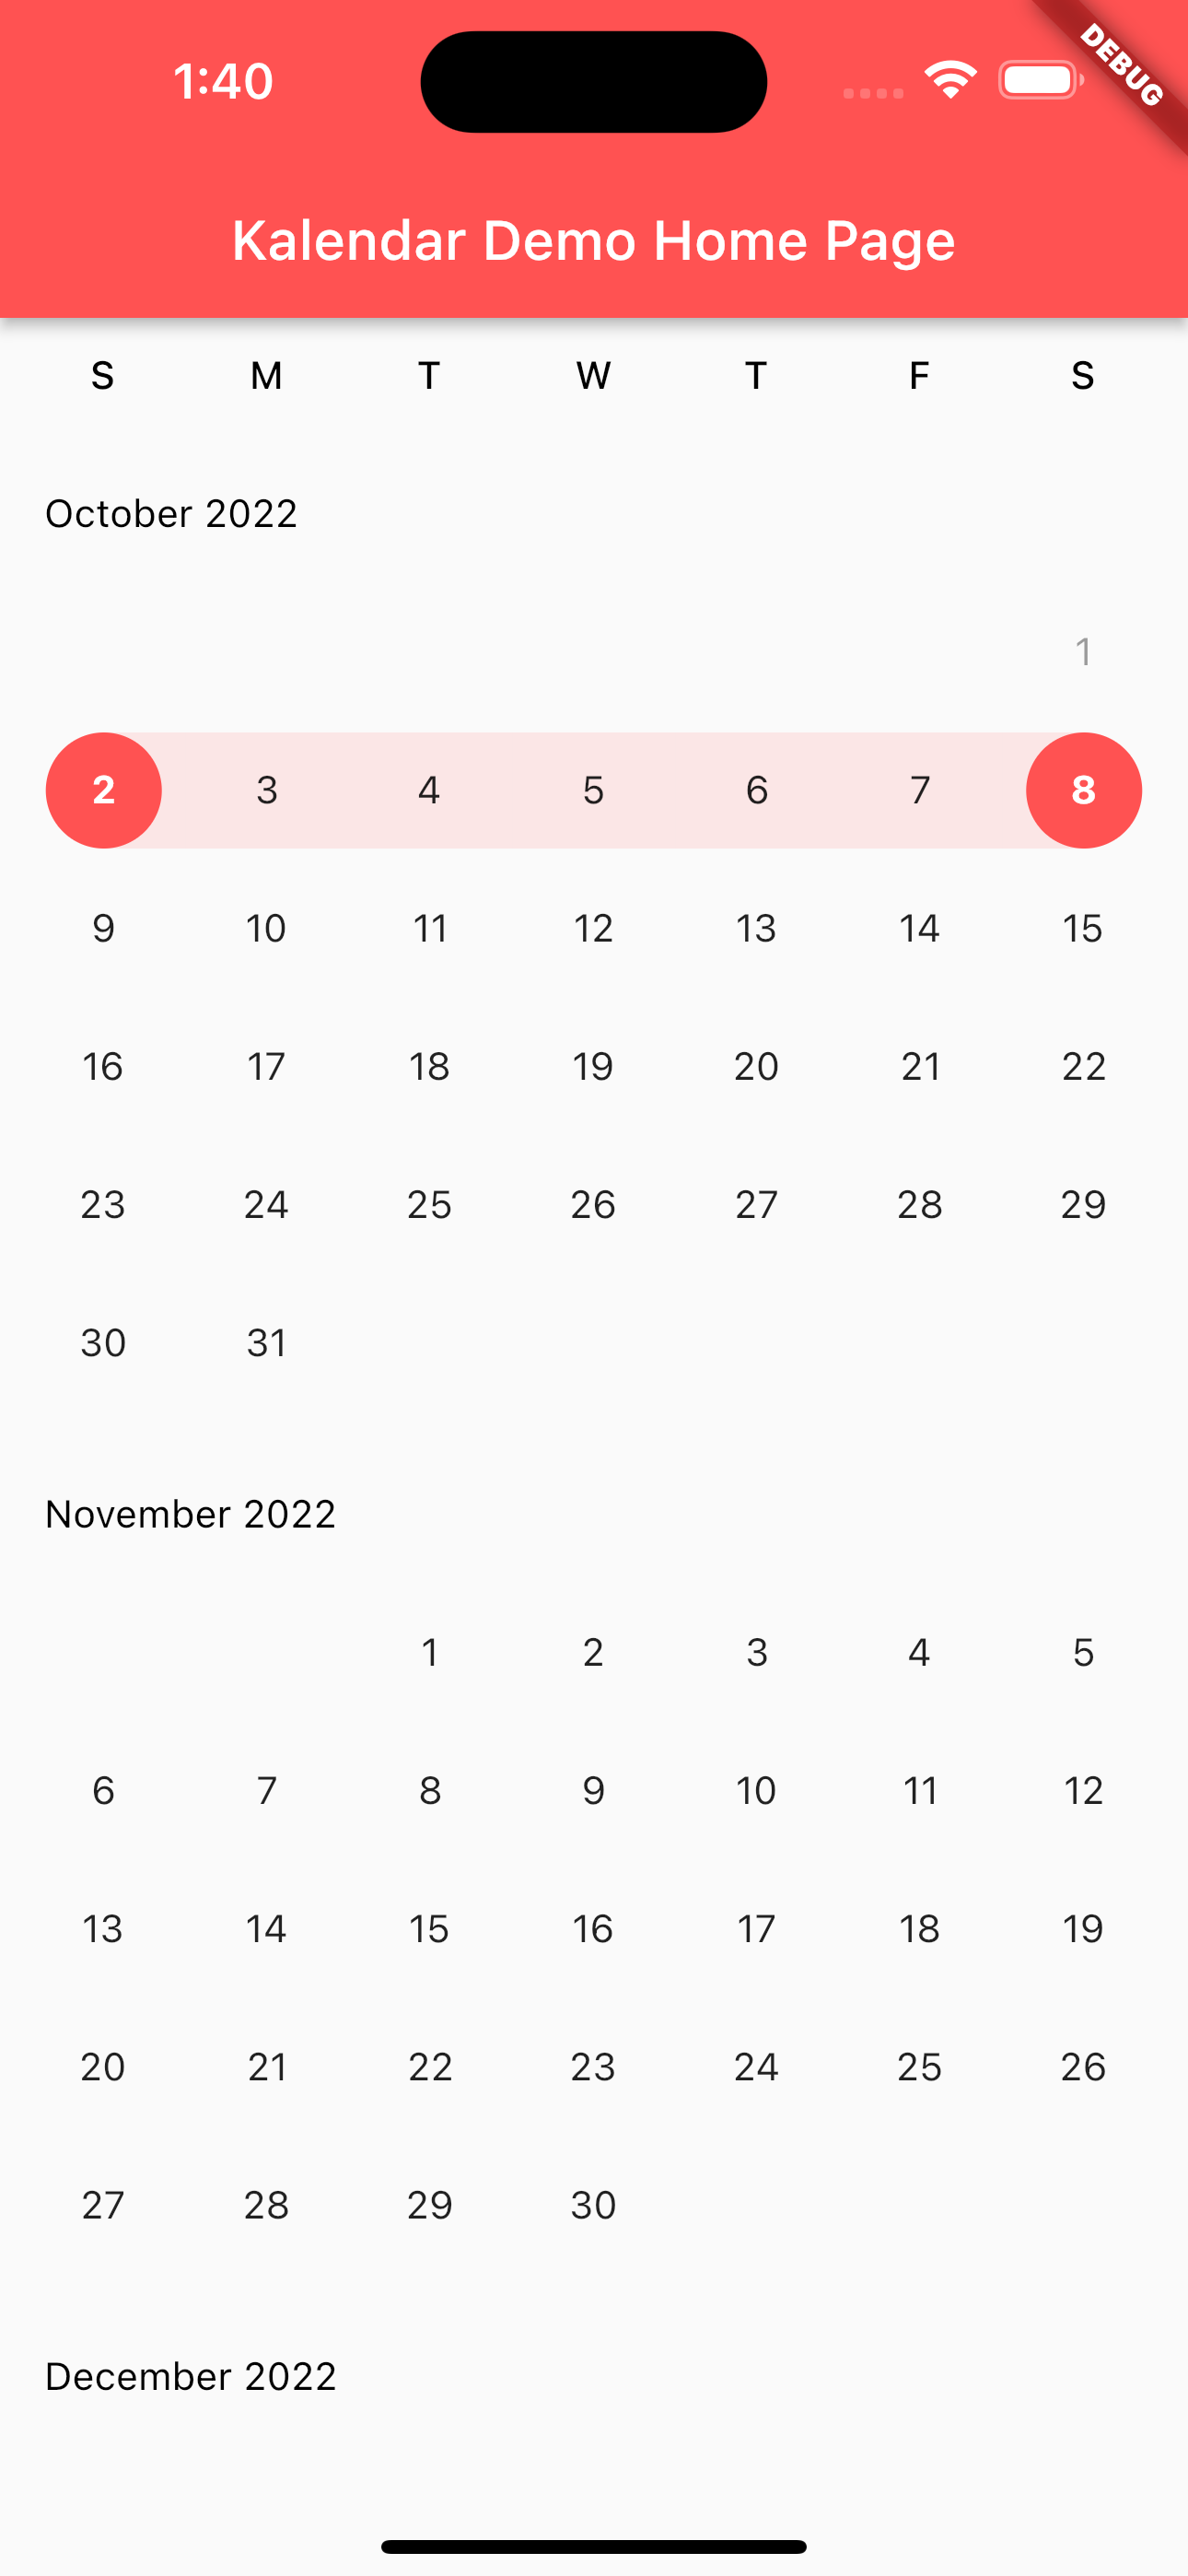 1:40
DEBUG
Kalendar Demo Home Page
S M T W T F S
October 2022
1
2 3 4 5 6 7 8
9 10 11 12 13 14 15
16 17 18 19 20 21 22
23 24 25 26 27 28 29
30 31
November 2022
1 2 3 4 5
6 7 8 9 10 11 12
13 14 15 16 17 18 19
20 21 22 23 24 25 26
27 28 29 30
December 2022